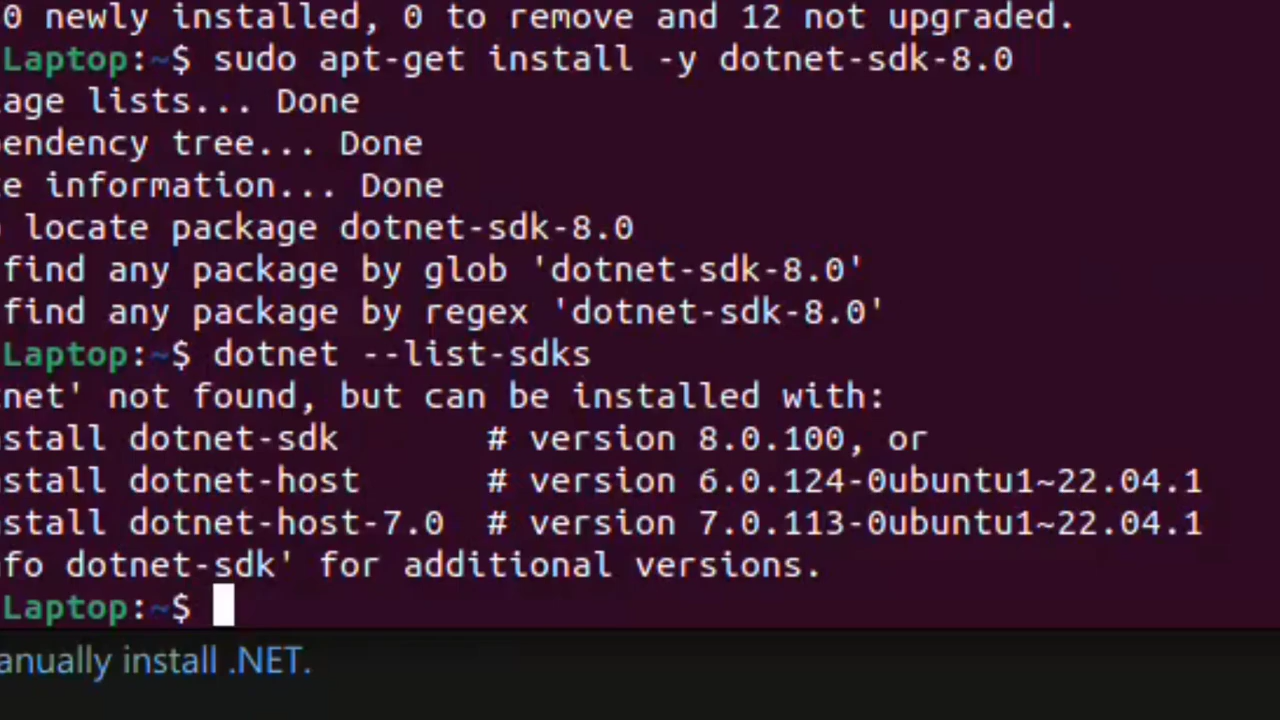 0 newly installed, 0 to remove and 12 not upgraded.
Laptop:~$ sudo apt-get install -y dotnet-sdk-8.0
age lists... Done
endency tree... Done
e information... Done
locate package dotnet-sdk-8.0
find any package by glob 'dotnet-sdk-8.0'
find any package by regex 'dotnet-sdk-8.0'
Laptop:~$ dotnet --list-sdks
net' not found, but can be installed with:
stall dotnet-sdk # version 8.0.100, or
stall dotnet-host # version 6.0.124-0ubuntu1~22.04.1
stall dotnet-host-7.0 # version 7.0.113-0ubuntu1~22.04.1
fo dotnet-sdk' for additional versions.
Laptop:~$
anually install .NET.